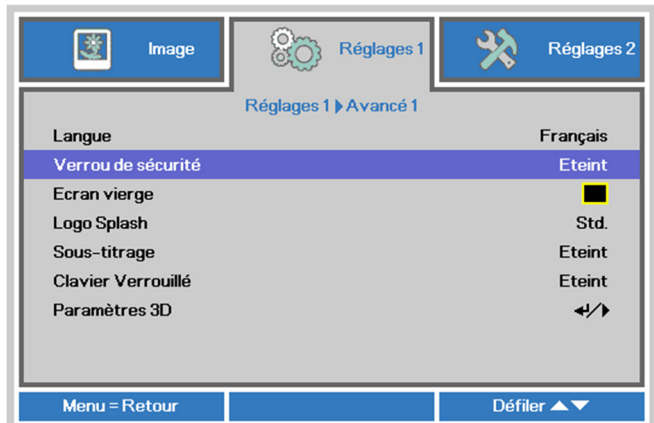 Image
Réglages 1
Réglages 2
Réglages 1 ▶ Avancé 1
Langue Français
Verrou de sécurité Eteint
Ecran vierge
Logo Splash Std.
Sous-titrage Eteint
Clavier Verrouillé Eteint
Paramètres 3D ↵/▶
Menu = Retour
Défiler ▲▼